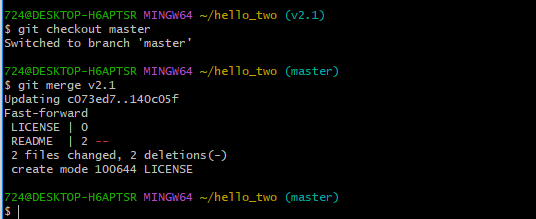 724@DESKTOP-H6APTSR MINGW64 ~/hello_two (v2.1)
$ git checkout master
Switched to branch 'master'
724@DESKTOP-H6APTSR MINGW64 ~/hello_two (master)
$ git merge v2.1
Updating c073ed7..140c05f
Fast-forward
 LICENSE | 0
 README  | 2 --
 2 files changed, 2 deletions(-)
 create mode 100644 LICENSE
724@DESKTOP-H6APTSR MINGW64 ~/hello_two (master)
$